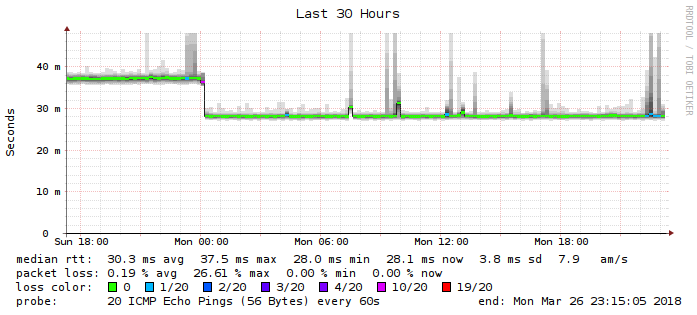 Last 30 Hours
RRDTOOL / TOBI OETIKER
Seconds
40 m
30 m
20 m
10 m
0
Sun 18:00 Mon 00:00 Mon 06:00 Mon 12:00 Mon 18:00
median rtt: 30.3 ms avg 37.5 ms max 28.0 ms min 28.1 ms now 3.8 ms sd 7.9 am/s
packet loss: 0.19 % avg 26.61 % max 0.00 % min 0.00 % now
loss color: 0 1/20 2/20 3/20 4/20 10/20 19/20
probe: 20 ICMP Echo Pings (56 Bytes) every 60s end: Mon Mar 26 23:15:05 2018